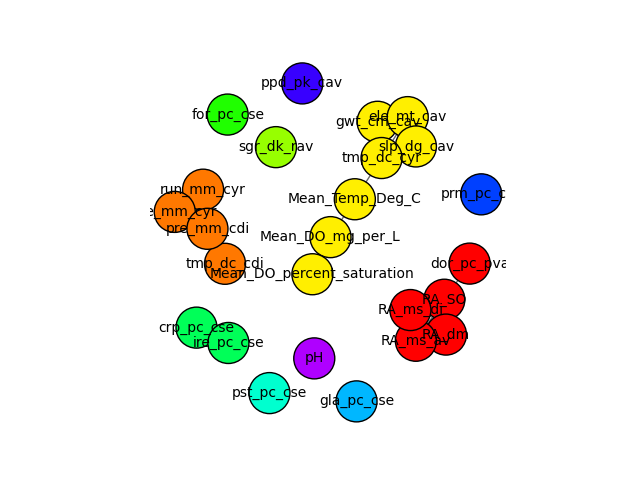 ppd_pk_cav
for_pc_cse
ele_mt_cav
gwt_cm_cav
sgr_dk_rav
slp_dg_cav
tmp_dc_cyr
run_mm_cyr
prm_pc_c
Mean_Temp_Deg_C
e_mm_cyr
pre_mm_cdi
Mean_DO_mg_per_L
tmp_dc_cdi
dor_pc_pva
Mean_DO_percent_saturation
RA_SO
RA_ms_di
crp_pc_cse
RA_dm
ire_pc_cse
RA_ms_av
pH
pst_pc_cse
gla_pc_cse